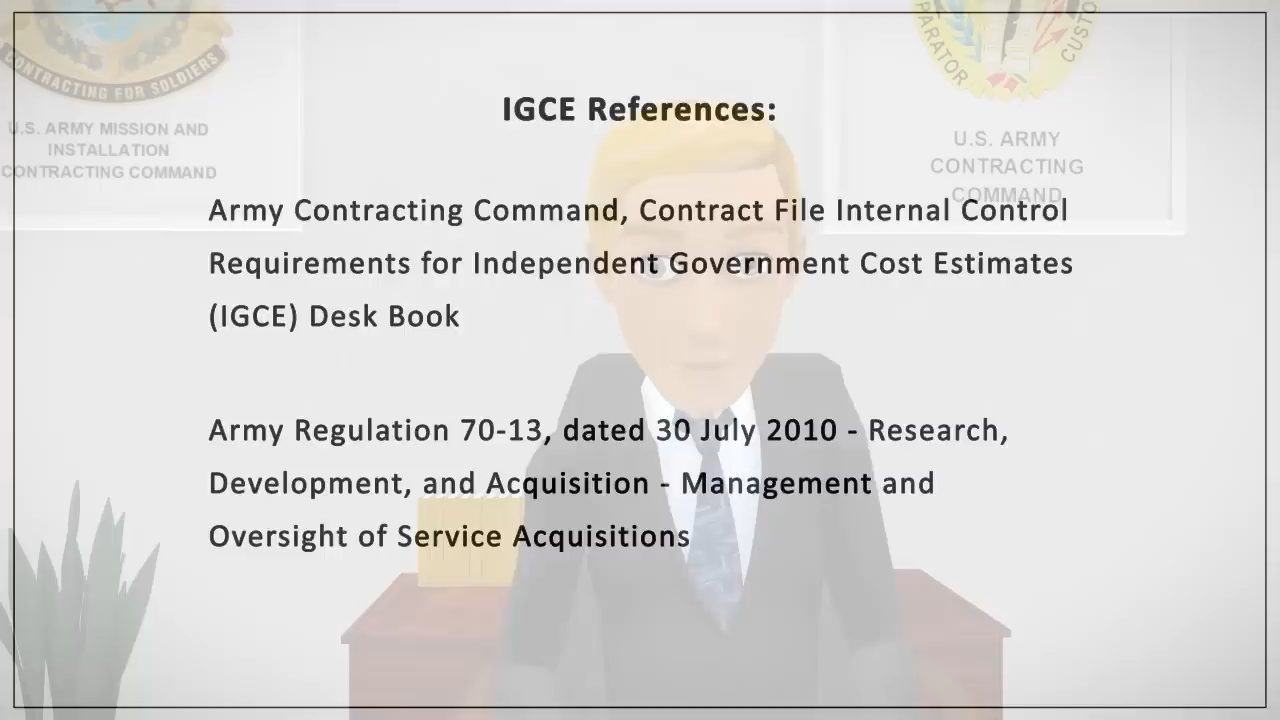 CONTRACTING FOR SOLDIERS
U.S. ARMY MISSION AND
INSTALLATION
CONTRACTING COMMAND
PARATOR
CUSTO
U.S. ARMY
CONTRACTING
COMMAND
IGCE References:
Army Contracting Command, Contract File Internal Control
Requirements for Independent Government Cost Estimates
(IGCE) Desk Book
Army Regulation 70-13, dated 30 July 2010 - Research,
Development, and Acquisition - Management and
Oversight of Service Acquisitions